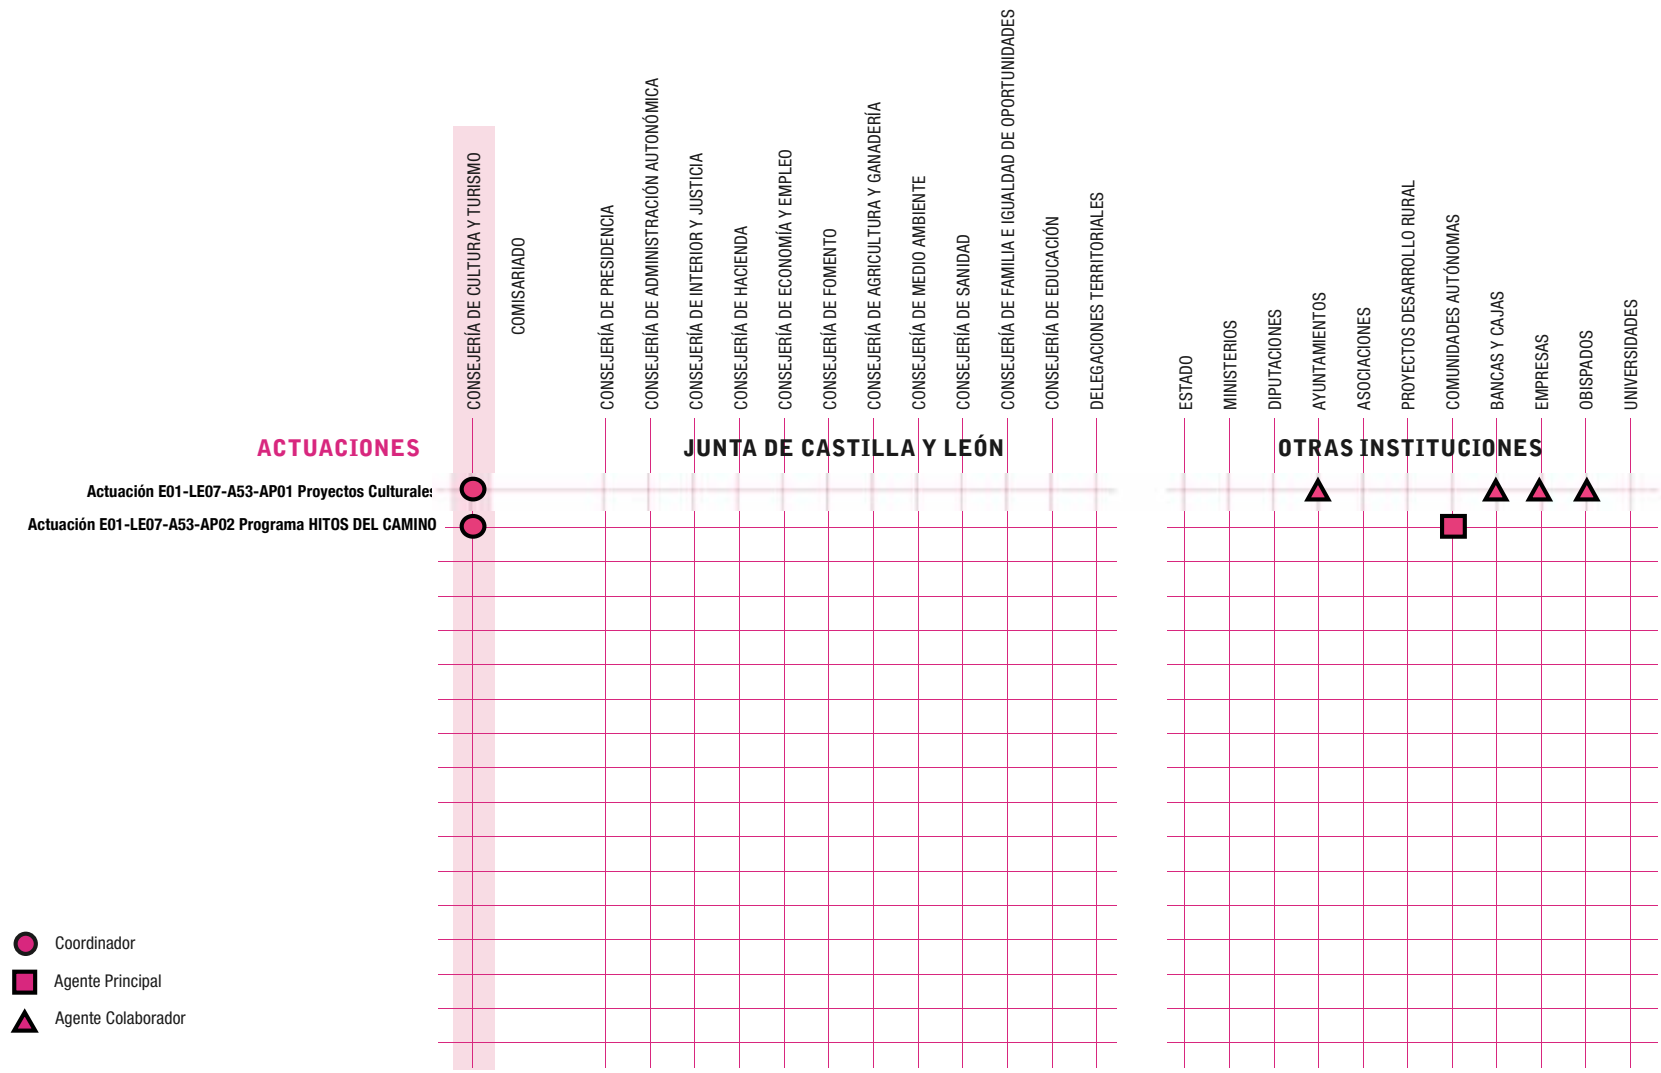 CONSEJERÍA DE CULTURA Y TURISMO
COMISARIADO
CONSEJERÍA DE PRESIDENCIA
CONSEJERÍA DE ADMINISTRACIÓN AUTONÓMICA
CONSEJERÍA DE INTERIOR Y JUSTICIA
CONSEJERÍA DE HACIENDA
CONSEJERÍA DE ECONOMÍA Y EMPLEO
CONSEJERÍA DE FOMENTO
CONSEJERÍA DE AGRICULTURA Y GANADERÍA
CONSEJERÍA DE MEDIO AMBIENTE
CONSEJERÍA DE SANIDAD
CONSEJERÍA DE FAMILIA E IGUALDAD DE OPORTUNIDADES
CONSEJERÍA DE EDUCACIÓN
DELEGACIONES TERRITORIALES
ESTADO
MINISTERIOS
DIPUTACIONES
AYUNTAMIENTOS
ASOCIACIONES
PROYECTOS DESARROLLO RURAL
COMUNIDADES AUTÓNOMAS
BANCAS Y CAJAS
EMPRESAS
OBISPADOS
UNIVERSIDADES
ACTUACIONES
JUNTA DE CASTILLA Y LEÓN
OTRAS INSTITUCIONES
Actuación E01-LE07-A53-AP01 Proyectos Culturales
Actuación E01-LE07-A53-AP02 Programa HITOS DEL CAMINO
Coordinador
Agente Principal
Agente Colaborador